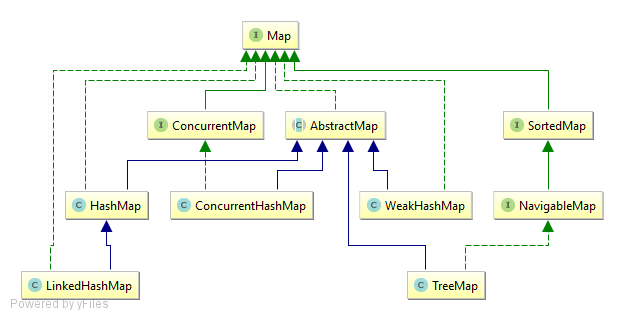 I Map
I ConcurrentMap
C AbstractMap
I SortedMap
C HashMap
C ConcurrentHashMap
C WeakHashMap
I NavigableMap
C LinkedHashMap
C TreeMap
Powered by yFiles